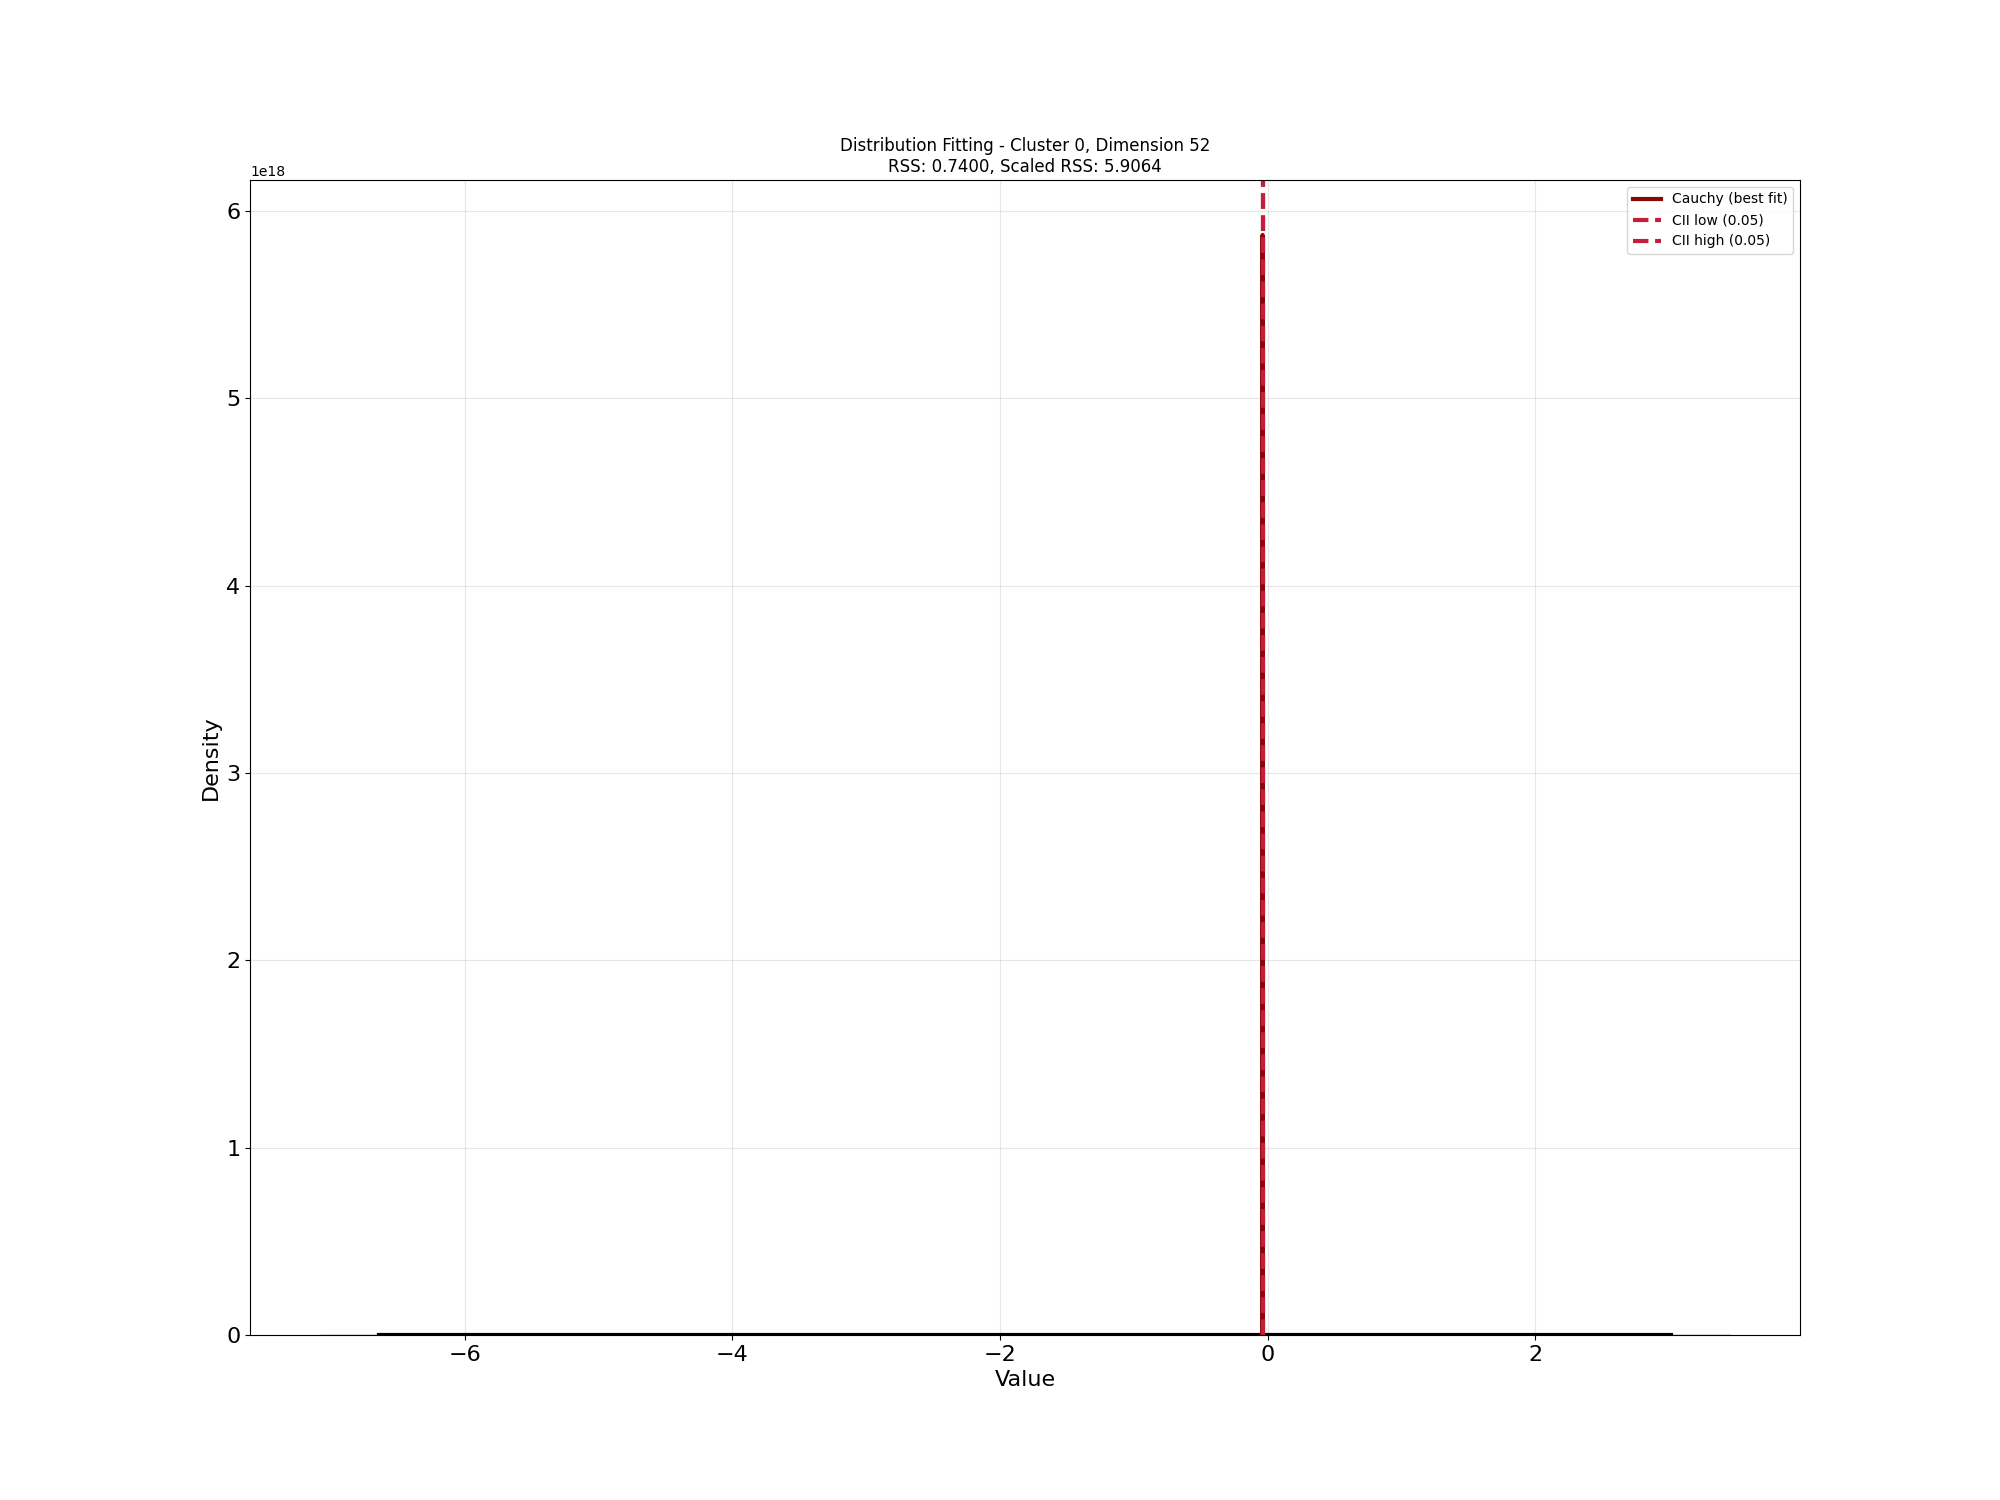 Distribution Fitting - Cluster 0, Dimension 52
RSS: 0.7400, Scaled RSS: 5.9064
1e18
Cauchy (best fit)
CII low (0.05)
CII high (0.05)
6
5
4
3
2
1
0
Density
−6
−4
−2
0
2
Value